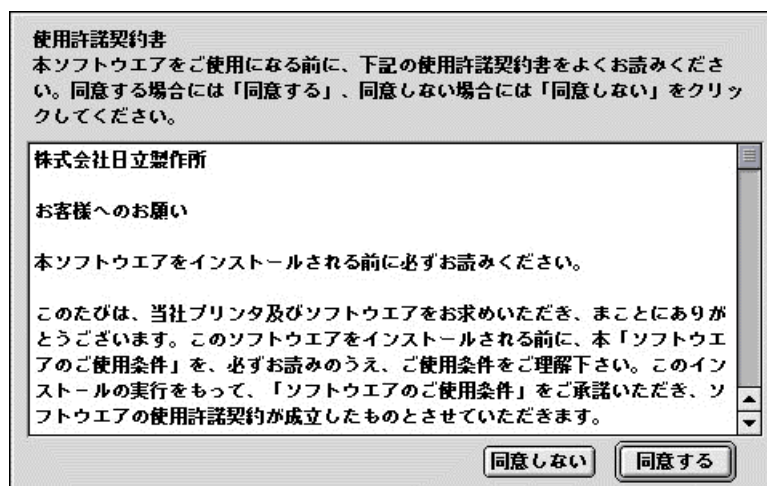 使用許諾契約書
本ソフトウエアをご使用になる前に、下記の使用許諾契約書をよくお読みくださ
い。同意する場合には「同意する」、同意しない場合には「同意しない」をクリッ
クしてください。
株式会社日立製作所
お客様へのお願い
本ソフトウエアをインストールされる前に必ずお読みください。
このたびは、当社プリンタ及びソフトウエアをお求めいただき、まことにありが
とうございます。このソフトウエアをインストールされる前に、本「ソフトウエ
アのご使用条件」を、必ずお読みのうえ、ご使用条件をご理解下さい。このイン
ストールの実行をもって、「ソフトウエアのご使用条件」をご承諾いただき、ソ
フトウエアの使用許諾契約が成立したものとさせていただきます。
同意しない 同意する